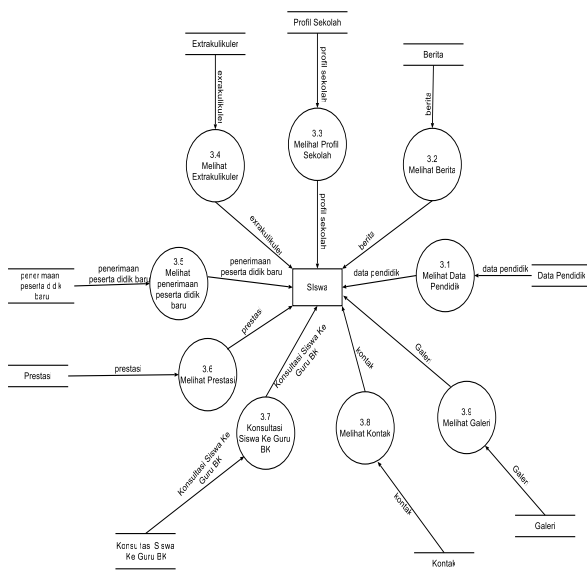 Profil Sekolah
Extrakulikuler
Berita
exrakulikuler
profil sekolah
berita
3.4
Melihat
Extrakulikuler
3.3
Melihal Profil
Sekolah
3.2
Melihat Berita
exrakulikuler
profil sekolah
berita
penerimaan
peserta didik
baru
penerimaan
peserta didik baru
3.5
Melihat
penerimaan
peserta didik
baru
penerimaan
peserta didik baru
SIswa
data pendidik
3.1
Melihat Data
Pendidik
data pendidik
Data Pendidik
Prestas
prestasi
3.6
Melihat Prestasi
prestas
Konsultasi Siswa Ke
Guru BK
3.7
Konsultasi
Siswa Ke Guru
BK
Konsultasi Siswa Ke
Guru BK
Konsultasi Siswa
Ke Guru BK
kontak
3.8
Melihat Kontak
kontak
Kontak
Galeri
3.9
Melihat Galeri
Galeri
Galeri